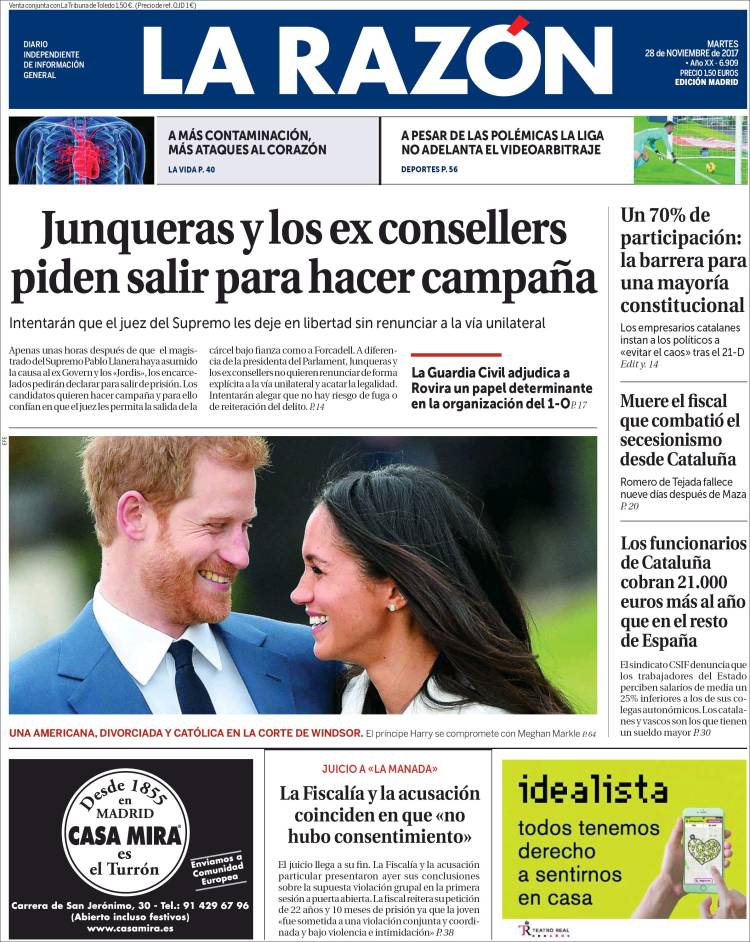 Venta conjunta con La Tribuna de Toledo 1,50 €. (Precio de ref. OJD 1 €)
DIARIO
INDEPENDIENTE
DE INFORMACIÓN
GENERAL
LA RAZÓN
MARTES
28 de NOVIEMBRE de 2017
• Año XX - 6.909
PRECIO 1,50 EUROS
EDICIÓN MADRID
A MÁS CONTAMINACIÓN,
MÁS ATAQUES AL CORAZÓN
LA VIDA P. 40
A PESAR DE LAS POLÉMICAS LA LIGA
NO ADELANTA EL VIDEOARBITRAJE
DEPORTES P. 56
Junqueras y los ex consellers
piden salir para hacer campaña
Intentarán que el juez del Supremo les deje en libertad sin renunciar a la vía unilateral
Apenas unas horas después de que el magis-
trado del Supremo Pablo Llanera haya asumido
la causa al ex Govern y los «Jordis», los encarce-
lados pedirán declarar para salir de prisión. Los
candidatos quieren hacer campaña y para ello
confían en que el juez les permita la salida de la
cárcel bajo fianza como a Forcadell. A diferen-
cia de la presidenta del Parlament, Junqueras y
los ex consellers no quieren renunciar de forma
explícita a la vía unilateral y acatar la legalidad.
Intentarán alegar que no hay riesgo de fuga o
de reiteración del delito. P.14
La Guardia Civil adjudica a
Rovira un papel determinante
en la organización del 1-O P. 17
Un 70% de
participación:
la barrera para
una mayoría
constitucional
Los empresarios catalanes
instan a los políticos a
«evitar el caos» tras el 21-D
Edit y. 14
Muere el fiscal
que combatió el
secesionismo
desde Cataluña
Romero de Tejada fallece
nueve días después de Maza
P. 20
Los funcionarios
de Cataluña
cobran 21.000
euros más al año
que en el resto
de España
El sindicato CSIF denuncia que
los trabajadores del Estado
perciben salarios de media un
25% inferiores a los de sus co-
legas autonómicos. Los catala-
nes y vascos son los que tienen
un sueldo mayor P. 30
EFE
UNA AMERICANA, DIVORCIADA Y CATÓLICA EN LA CORTE DE WINDSOR. El príncipe Harry se compromete con Meghan Markle P. 64
Desde 1855
en
MADRID
CASA MIRA
es
el Turrón
Enviamos a
Comunidad
Europea
Carrera de San Jerónimo, 30 - Tel.: 91 429 67 96
(Abierto incluso festivos)
www.casamira.es
JUICIO A «LA MANADA»
La Fiscalía y la acusación
coinciden en que «no
hubo consentimiento»
El juicio llega a su fin. La Fiscalía y la acusación
particular presentaron ayer sus conclusiones
sobre la supuesta violación grupal en la primera
sesión a puerta abierta. La fiscal reitera su petición
de 22 años y 10 meses de prisión ya que la joven
«fue sometida a una violación conjunta y coordi-
nada y bajo violencia e intimidación» P. 38
idealista
todos tenemos
derecho
a sentirnos
en casa
TEATRO REAL